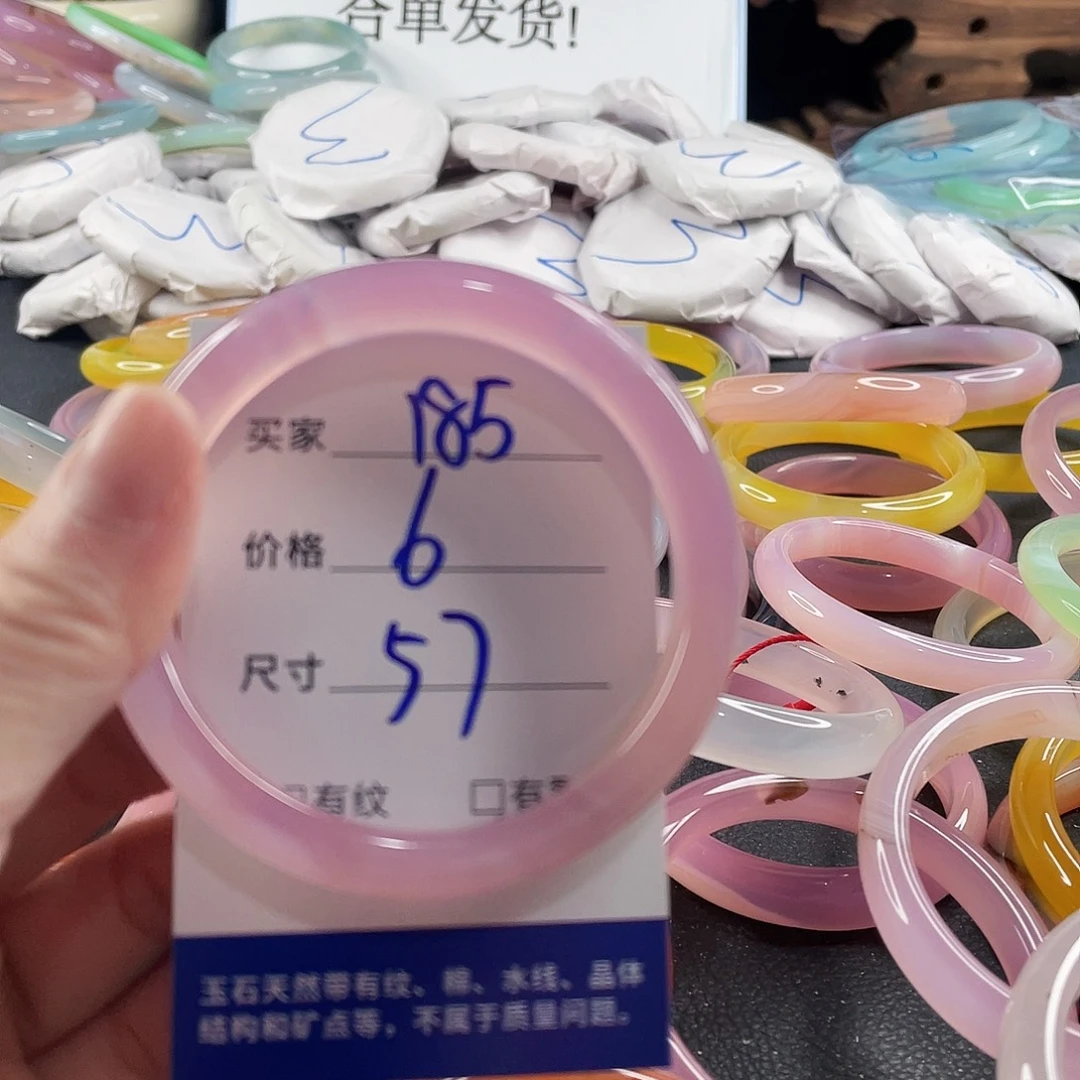 合单发货!
买家 185
价格 6
尺寸 57
有纹 □有
玉石天然带有纹、棉、水线、晶体
结构和矿点等，不属于质量问题。